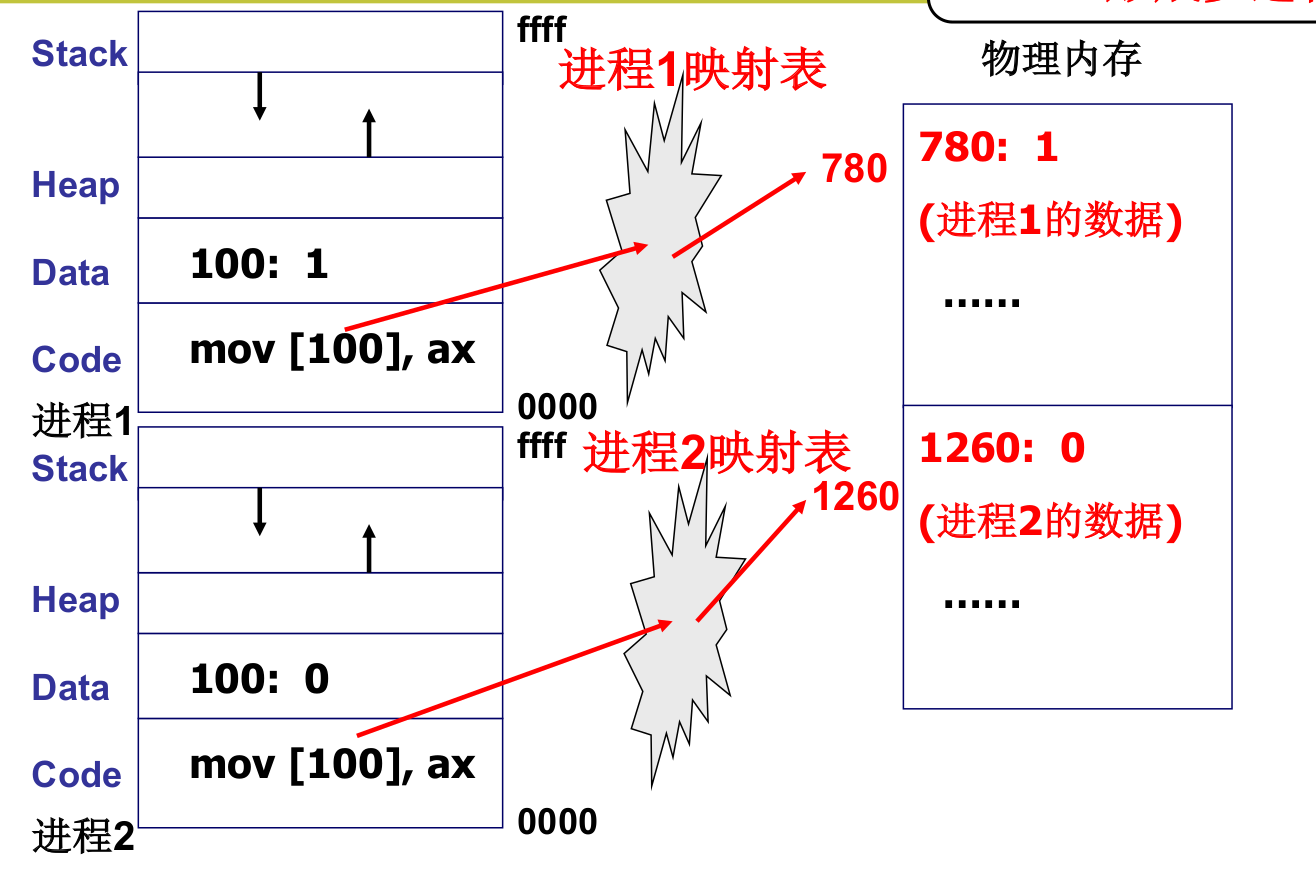 Stack
ffff
进程1映射表
物理内存
Heap
780
780: 1
(进程1的数据)
......
Data
100: 1
Code
mov [100], ax
进程1
0000
Stack
ffff
进程2映射表
1260
1260: 0
(进程2的数据)
......
Heap
Data
100: 0
Code
mov [100], ax
进程2
0000